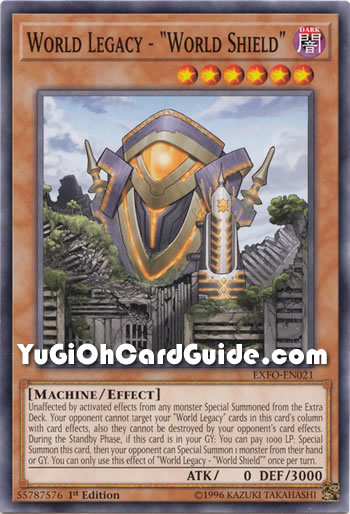 World Legacy - "World Shield"
DARK
闇
YuGiOhCardGuide.com
EXFO-EN021
[Machine/Effect]
Unaffected by activated effects from any monster Special Summoned from the Extra
Deck. Your opponent cannot target your "World Legacy" cards in this card's column
with card effects, also they cannot be destroyed by your opponent's card effects.
During the Standby Phase, if this card is in your GY: You can pay 1000 LP; Special
Summon this card, then your opponent can Special Summon 1 monster from their hand
or GY. You can only use this effect of "World Legacy - "World Shield"" once per turn.
ATK/ 0 DEF/3000
55787576 1st Edition ©1996 KAZUKI TAKAHASHI